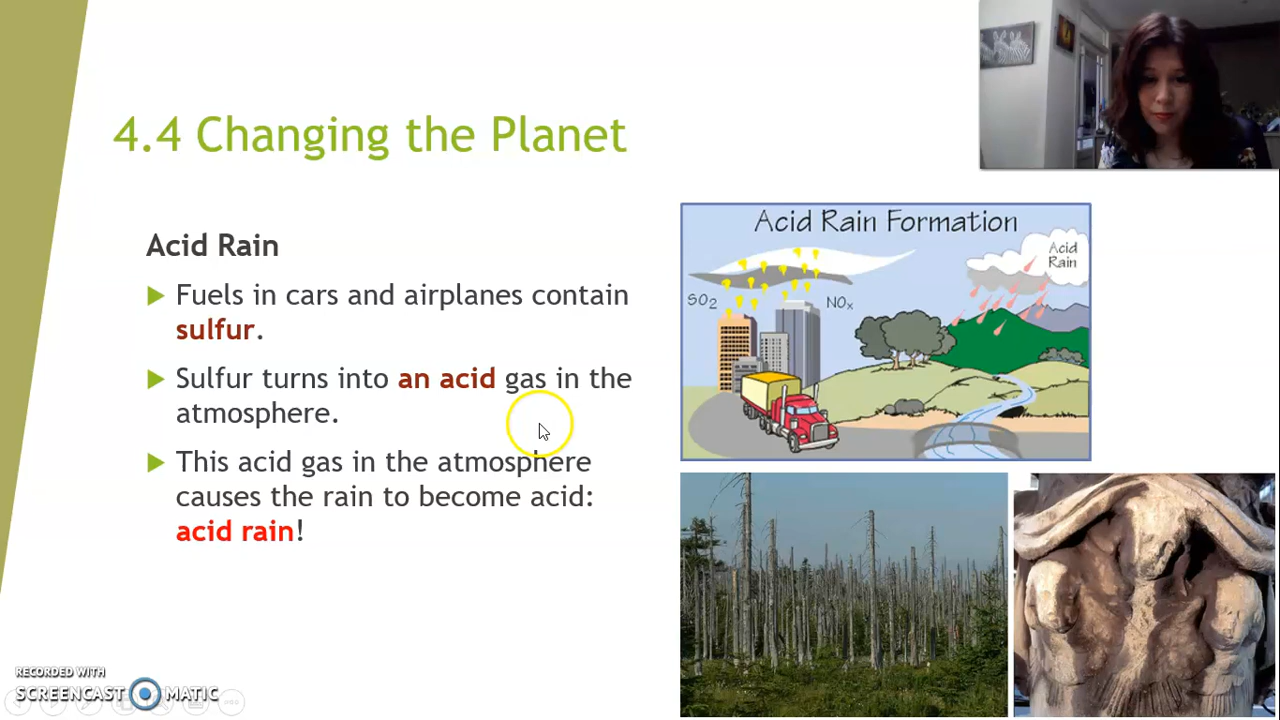 4.4 Changing the Planet
Acid Rain
Fuels in cars and airplanes contain
sulfur.
Sulfur turns into an acid gas in the
atmosphere.
This acid gas in the atmosphere
causes the rain to become acid:
acid rain!
Acid Rain Formation
Acid
Rain
SO2
NOx
RECORDED WITH
SCREENCAST MATIC